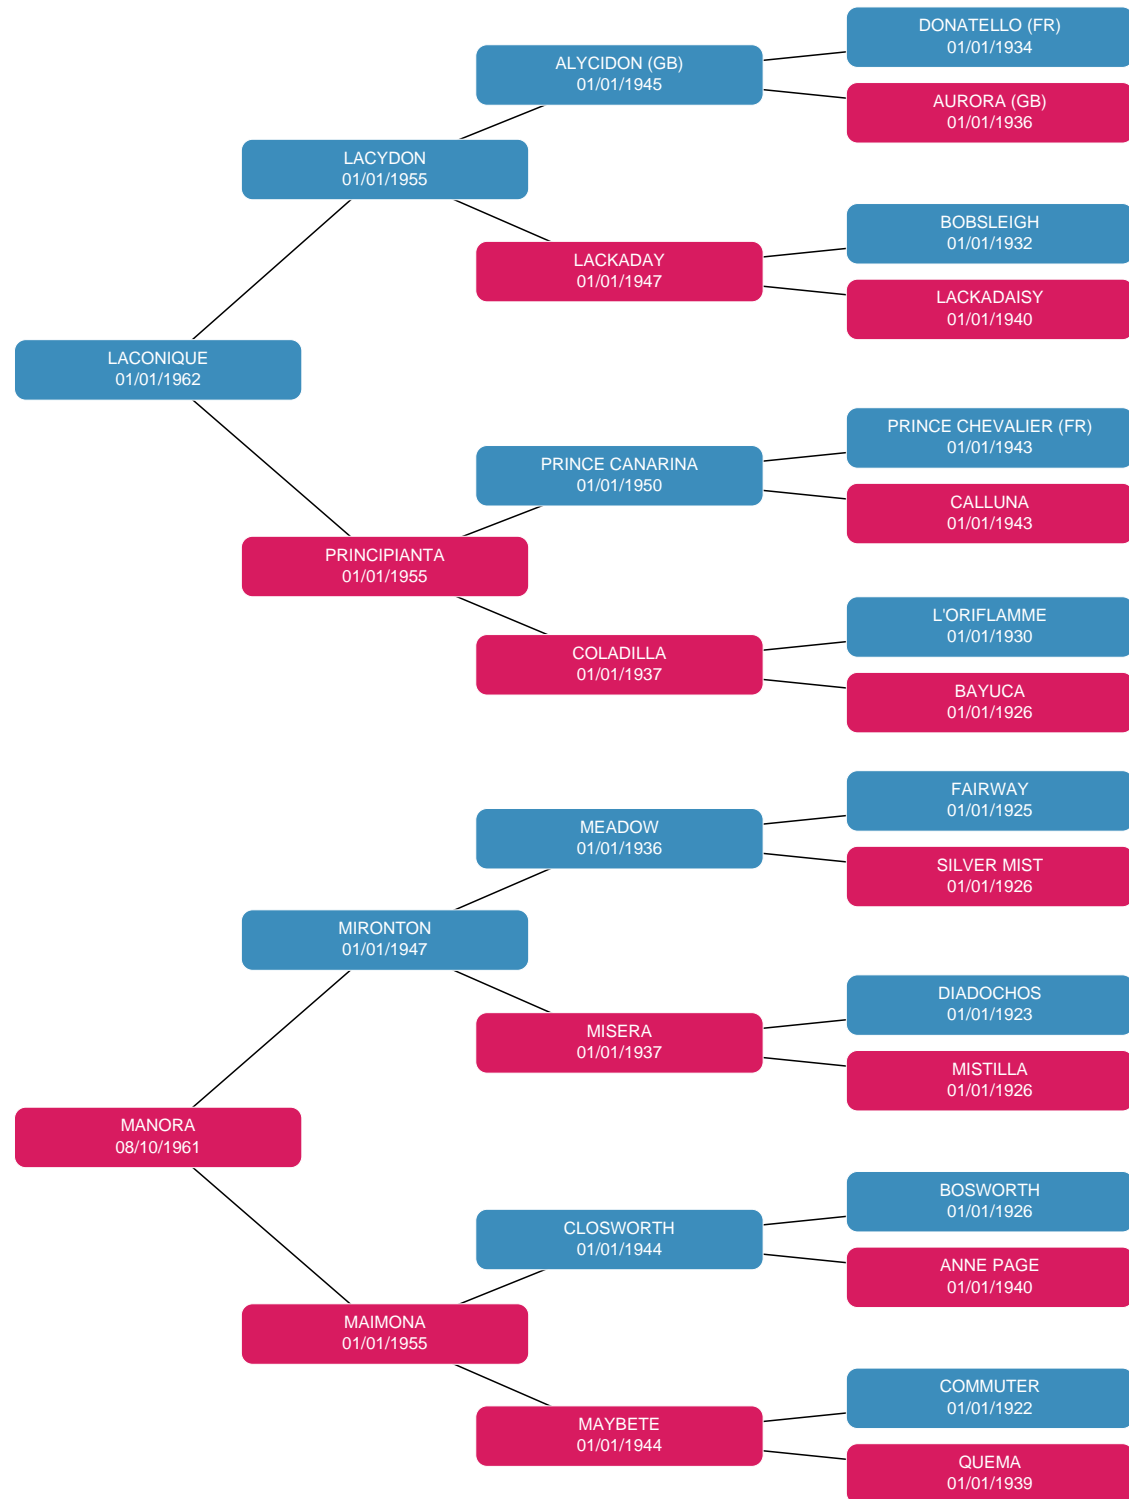 DONATELLO (FR)
01/01/1934
ALYCIDON (GB)
01/01/1945
AURORA (GB)
01/01/1936
LACYDON
01/01/1955
BOBSLEIGH
01/01/1932
LACKADAY
01/01/1947
LACKADAISY
01/01/1940
LACONIQUE
01/01/1962
PRINCE CHEVALIER (FR)
01/01/1943
PRINCE CANARINA
01/01/1950
CALLUNA
01/01/1943
PRINCIPIANTA
01/01/1955
L'ORIFLAMME
01/01/1930
COLADILLA
01/01/1937
BAYUCA
01/01/1926
FAIRWAY
01/01/1925
MEADOW
01/01/1936
SILVER MIST
01/01/1926
MIRONTON
01/01/1947
DIADOCHOS
01/01/1923
MISERA
01/01/1937
MISTILLA
01/01/1926
MANORA
08/10/1961
BOSWORTH
01/01/1926
CLOSWORTH
01/01/1944
ANNE PAGE
01/01/1940
MAIMONA
01/01/1955
COMMUTER
01/01/1922
MAYBETE
01/01/1944
QUEMA
01/01/1939